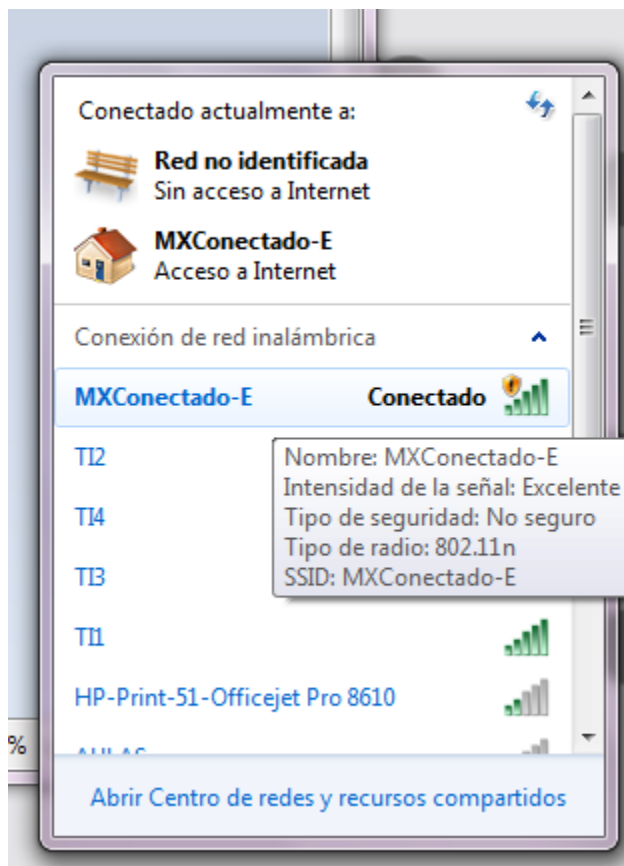 Conectado actualmente a:
Red no identificada
Sin acceso a Internet
MXConectado-E
Acceso a Internet
Conexión de red inalámbrica
MXConectado-E Conectado
TI2
Nombre: MXConectado-E
Intensidad de la señal: Excelente
TI4
Tipo de seguridad: No seguro
Tipo de radio: 802.11n
TI3
SSID: MXConectado-E
TI1
HP-Print-51-Officejet Pro 8610
%
AULAS
Abrir Centro de redes y recursos compartidos